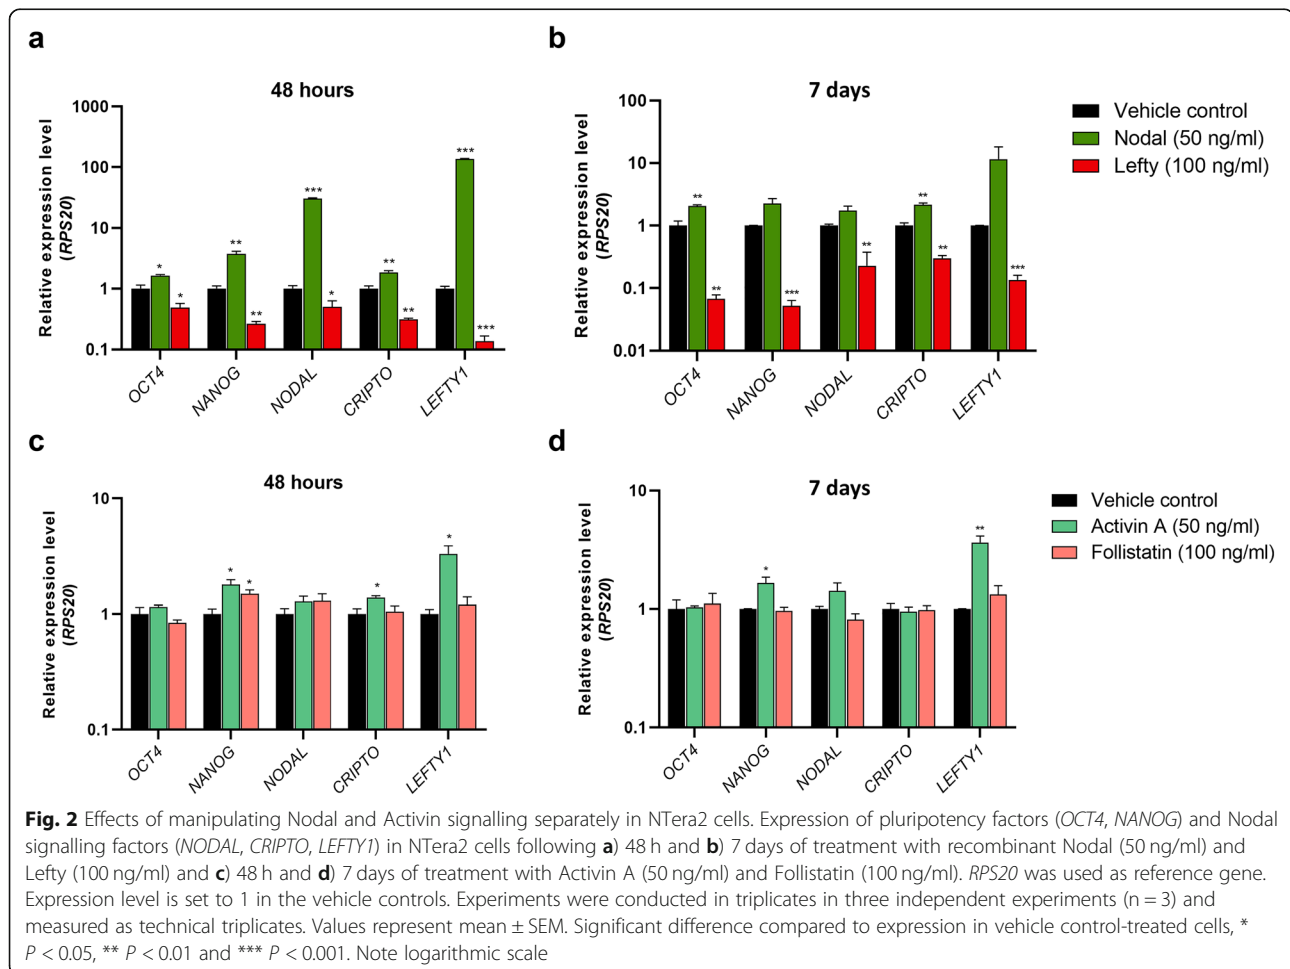 a
48 hours
Relative expression level
(RPS20)
1000
100
10
1
0.1
*
*
**
**
***
*
**
**
***
***
OCT4
NANOG
NODAL
CRIPTO
LEFTY1
b
7 days
Relative expression level
(RPS20)
100
10
1
0.1
0.01
**
**
***
**
**
**
***
OCT4
NANOG
NODAL
CRIPTO
LEFTY1
Vehicle control
Nodal (50 ng/ml)
Lefty (100 ng/ml)
c
48 hours
Relative expression level
(RPS20)
10
1
0.1
*
*
*
*
OCT4
NANOG
NODAL
CRIPTO
LEFTY1
d
7 days
Relative expression level
(RPS20)
10
1
0.1
*
**
OCT4
NANOG
NODAL
CRIPTO
LEFTY1
Vehicle control
Activin A (50 ng/ml)
Follistatin (100 ng/ml)
Fig. 2 Effects of manipulating Nodal and Activin signalling separately in NTera2 cells. Expression of pluripotency factors (OCT4, NANOG) and Nodal
signalling factors (NODAL, CRIPTO, LEFTY1) in NTera2 cells following a) 48 h and b) 7 days of treatment with recombinant Nodal (50 ng/ml) and
Lefty (100 ng/ml) and c) 48 h and d) 7 days of treatment with Activin A (50 ng/ml) and Follistatin (100 ng/ml). RPS20 was used as reference gene.
Expression level is set to 1 in the vehicle controls. Experiments were conducted in triplicates in three independent experiments (n = 3) and
measured as technical triplicates. Values represent mean ± SEM. Significant difference compared to expression in vehicle control-treated cells, *
P < 0.05, ** P < 0.01 and *** P < 0.001. Note logarithmic scale